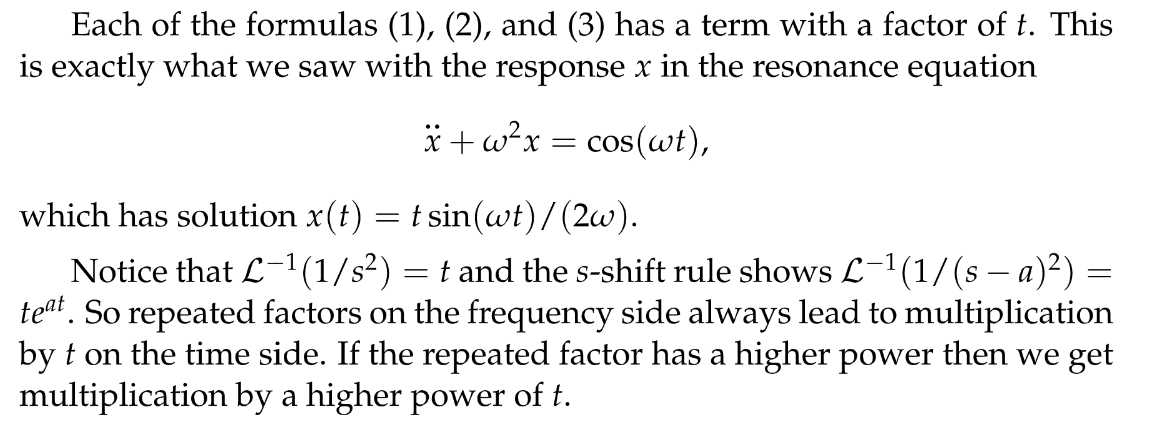 Each of the formulas (1), (2), and (3) has a term with a factor of t. This
is exactly what we saw with the response x in the resonance equation
ẍ + ω²x = cos(ωt),
which has solution x(t) = t sin(ωt)/(2ω).
Notice that ℒ⁻¹(1/s²) = t and the s-shift rule shows ℒ⁻¹(1/(s − a)²) =
teᵃᵗ. So repeated factors on the frequency side always lead to multiplication
by t on the time side. If the repeated factor has a higher power then we get
multiplication by a higher power of t.